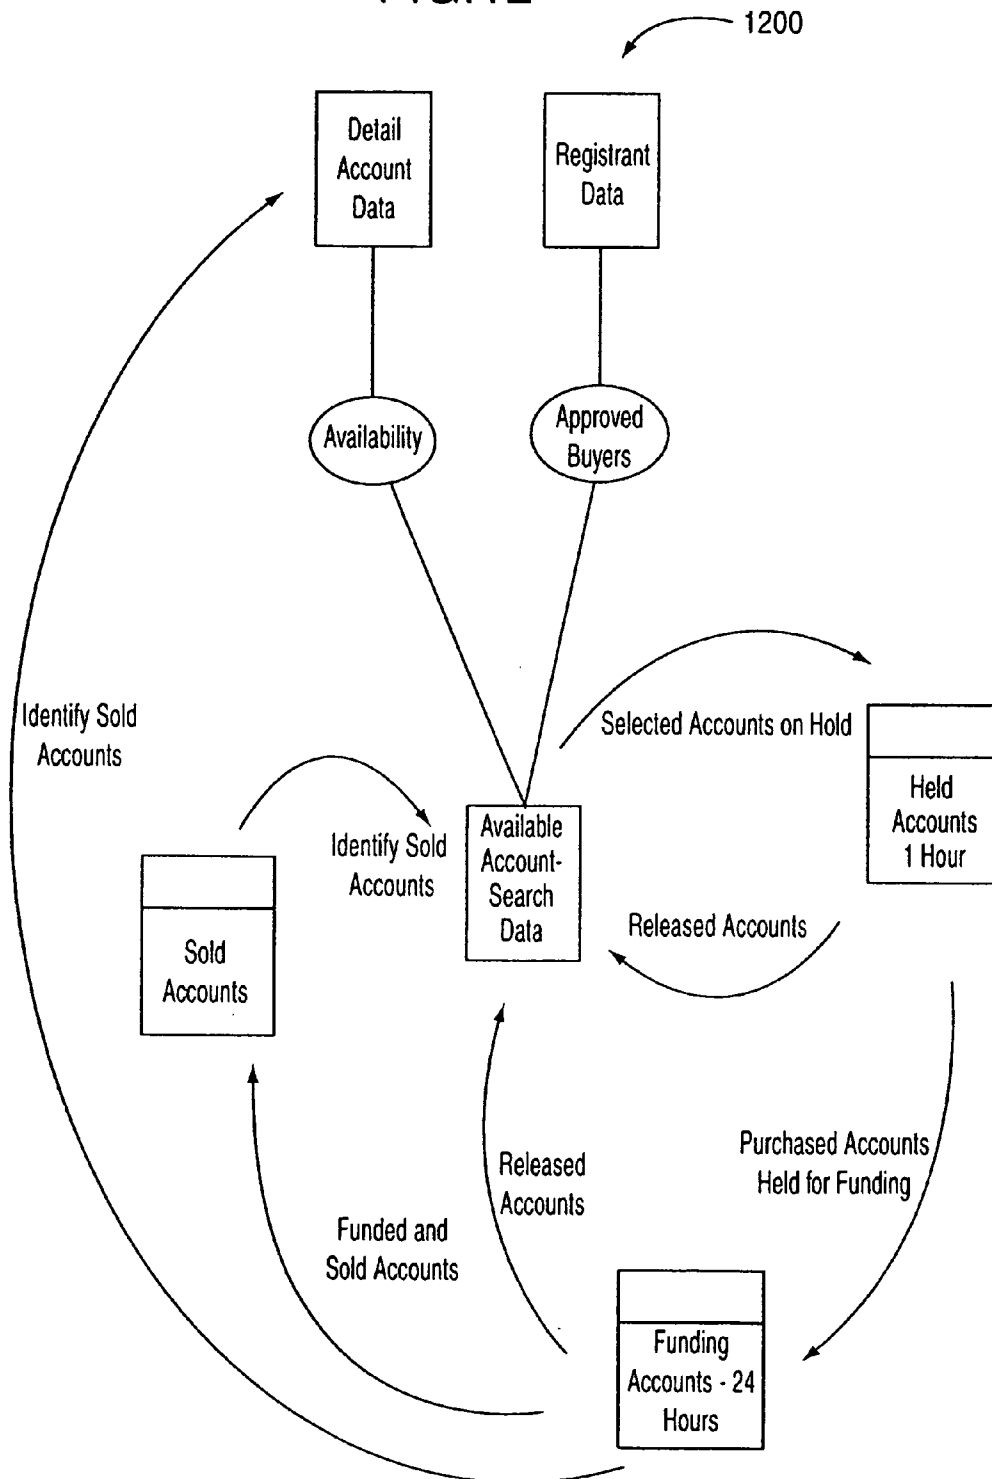 1200
Detail
Account
Data
Registrant
Data
Availability
Approved
Buyers
Identify Sold
Accounts
Selected Accounts on Hold
Held
Accounts
1 Hour
Identify Sold
Accounts
Available
Account-
Search
Data
Sold
Accounts
Released Accounts
Purchased Accounts
Held for Funding
Released
Accounts
Funded and
Sold Accounts
Funding
Accounts - 24
Hours